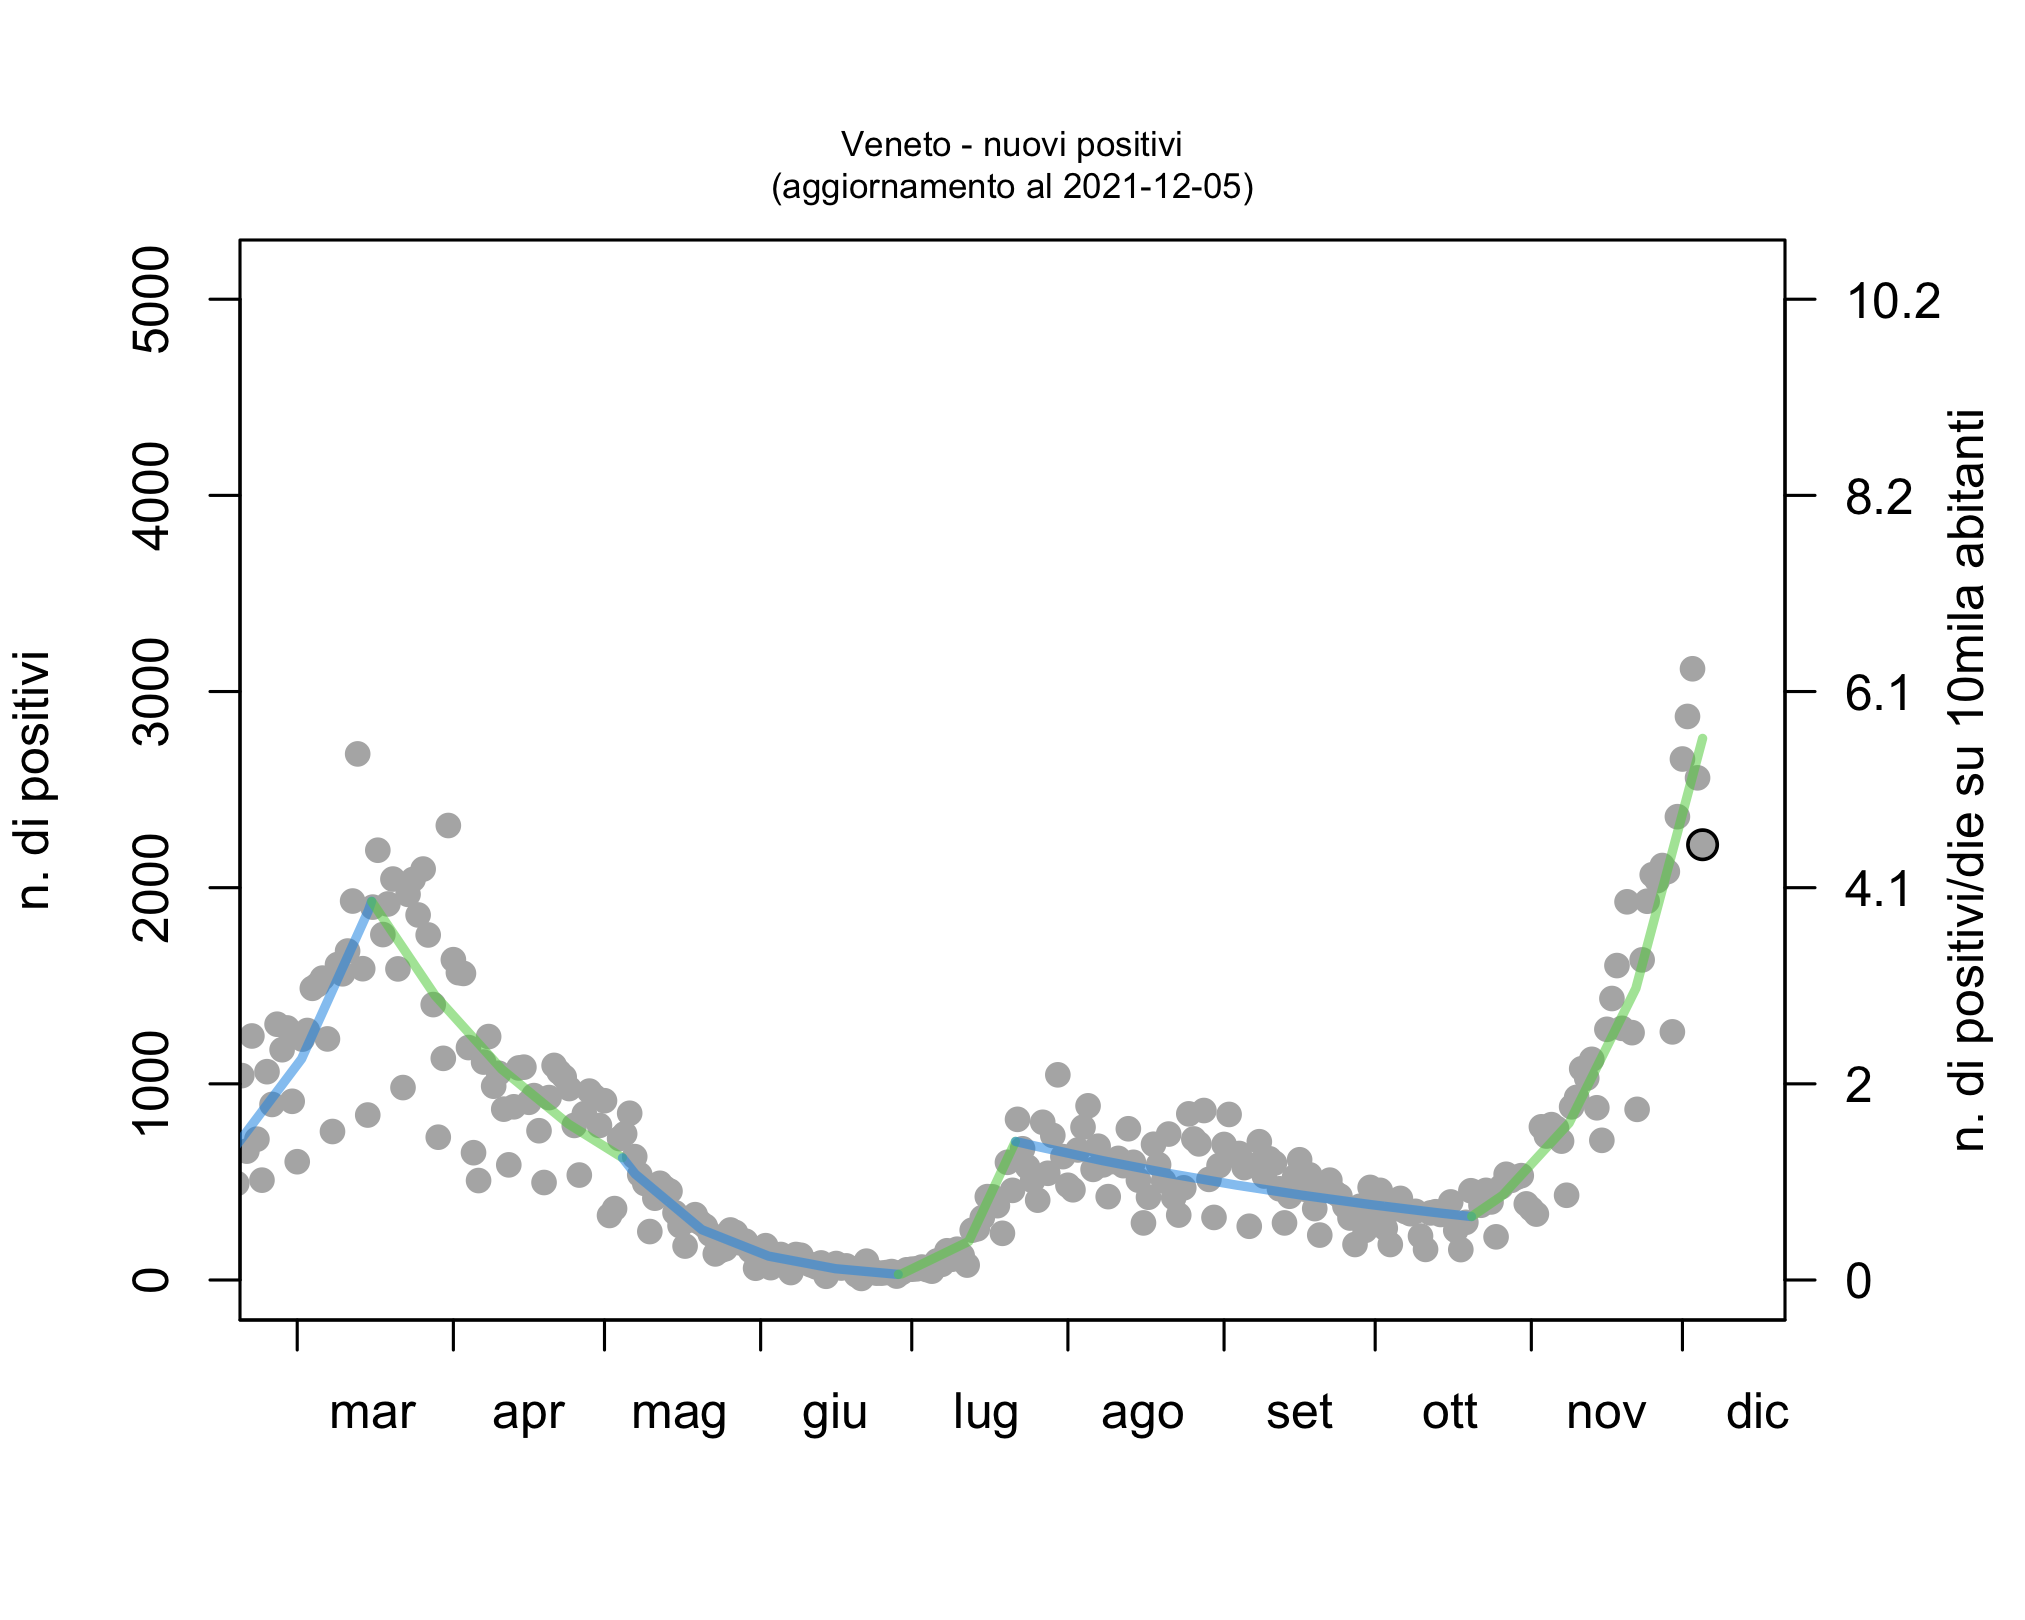 Veneto - nuovi positivi
(aggiornamento al 2021-12-05)
n. di positivi
5000
4000
3000
2000
1000
0
10.2
8.2
6.1
4.1
2
0
n. di positivi/die su 10mila abitanti
mar apr mag giu lug ago set ott nov dic